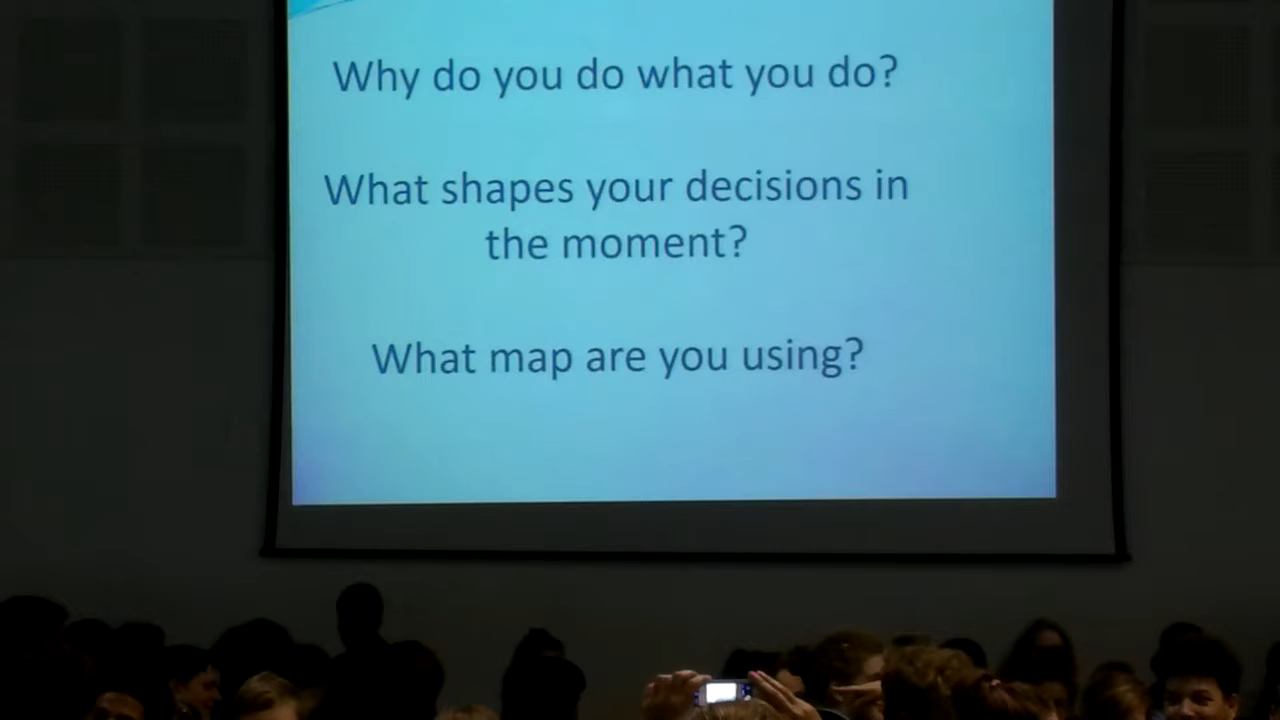 Why do you do what you do?
What shapes your decisions in
the moment?
What map are you using?